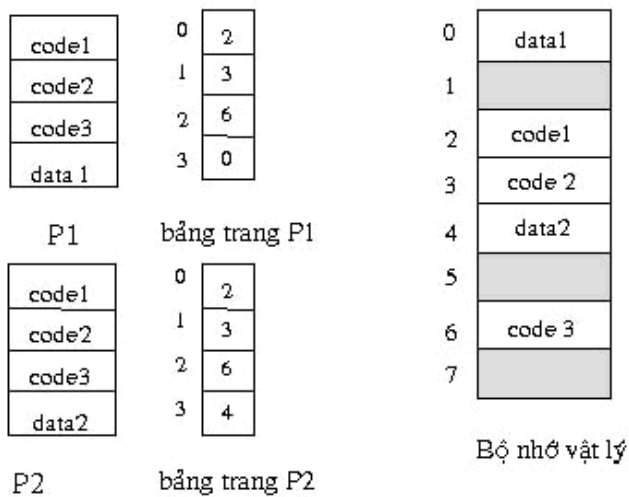 code1
code2
code3
data 1
P1
0 2
1 3
2 6
3 0
bảng trang P1
code1
code2
code3
data2
P2
0 2
1 3
2 6
3 4
bảng trang P2
0 data1
1
2 code1
3 code 2
4 data2
5
6 code 3
7
Bộ nhớ vật lý